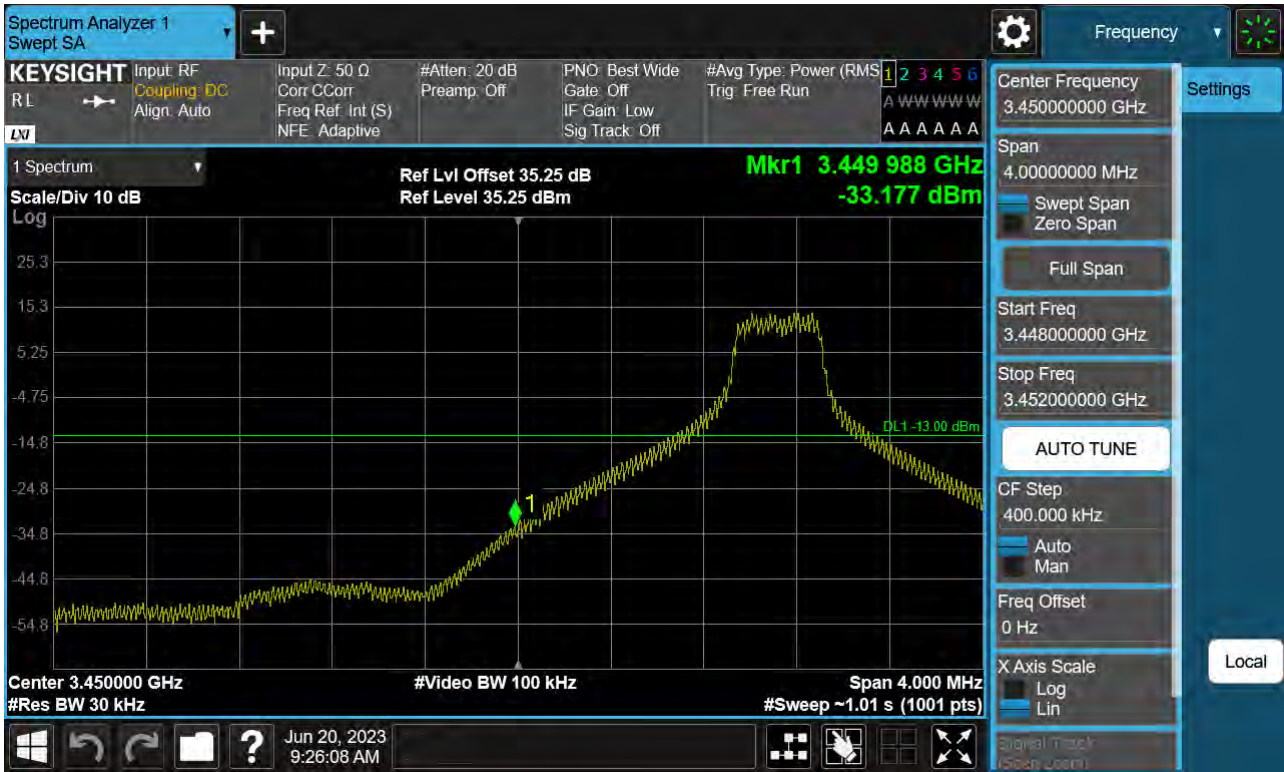 Spectrum Analyzer 1
Swept SA
+
Frequency
KEYSIGHT
RL
LXI
Input: RF
Coupling: DC
Align: Auto
Input Z: 50 Ω
Corr CCorr
Freq Ref: Int (S)
NFE: Adaptive
#Atten: 20 dB
Preamp: Off
PNO: Best Wide
Gate: Off
IF Gain: Low
Sig Track: Off
#Avg Type: Power (RMS
Trig: Free Run
1 2 3 4 5 6
A W W W W W
A A A A A A
1 Spectrum
Scale/Div 10 dB
Log
Ref Lvl Offset 35.25 dB
Ref Level 35.25 dBm
Mkr1 3.449 988 GHz
-33.177 dBm
25.3
15.3
5.25
-4.75
-14.8
-24.8
-34.8
-44.8
-54.8
DL1 -13.00 dBm
1
Center 3.450000 GHz
#Res BW 30 kHz
#Video BW 100 kHz
Span 4.000 MHz
#Sweep ~1.01 s (1001 pts)
Center Frequency
3.450000000 GHz
Settings
Span
4.00000000 MHz
Swept Span
Zero Span
Full Span
Start Freq
3.448000000 GHz
Stop Freq
3.452000000 GHz
AUTO TUNE
CF Step
400.000 kHz
Auto
Man
Freq Offset
0 Hz
X Axis Scale
Log
Lin
Signal Track
(Span Zoom)
Local
?
Jun 20, 2023
9:26:08 AM